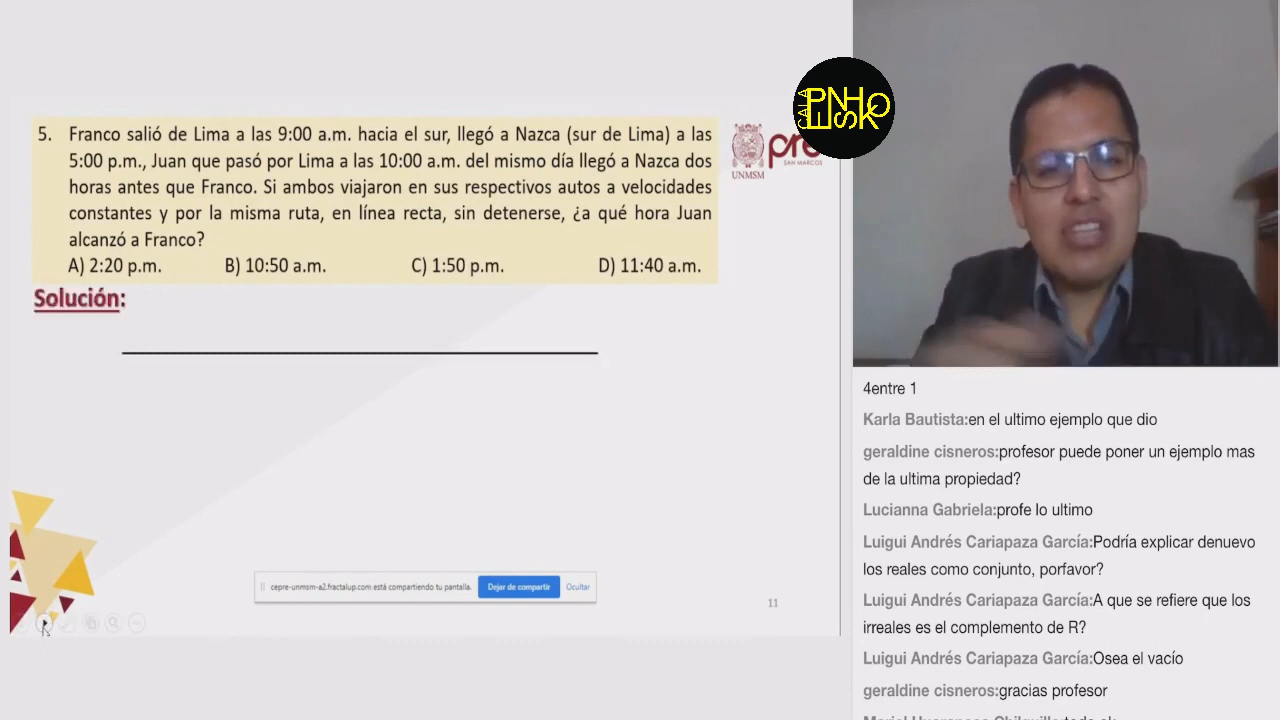 5. Franco salió de Lima a las 9:00 a.m. hacia el sur, llegó a Nazca (sur de Lima) a las
5:00 p.m., Juan que pasó por Lima a las 10:00 a.m. del mismo día llegó a Nazca dos
horas antes que Franco. Si ambos viajaron en sus respectivos autos a velocidades
constantes y por la misma ruta, en línea recta, sin detenerse, ¿a qué hora Juan
alcanzó a Franco?
A) 2:20 p.m. B) 10:50 a.m. C) 1:50 p.m. D) 11:40 a.m.
Solución:
UNMSM
pre
SAN MARCOS
CALA
PENHSKO
cepre-unmsm-a2.fractalup.com está compartiendo tu pantalla. Dejar de compartir Ocultar
11
4entre 1
Karla Bautista:en el ultimo ejemplo que dio
geraldine cisneros:profesor puede poner un ejemplo mas
de la ultima propiedad?
Lucianna Gabriela:profe lo ultimo
Luigui Andrés Cariapaza García:Podría explicar denuevo
los reales como conjunto, porfavor?
Luigui Andrés Cariapaza García:A que se refiere que los
irreales es el complemento de R?
Luigui Andrés Cariapaza García:Osea el vacío
geraldine cisneros:gracias profesor